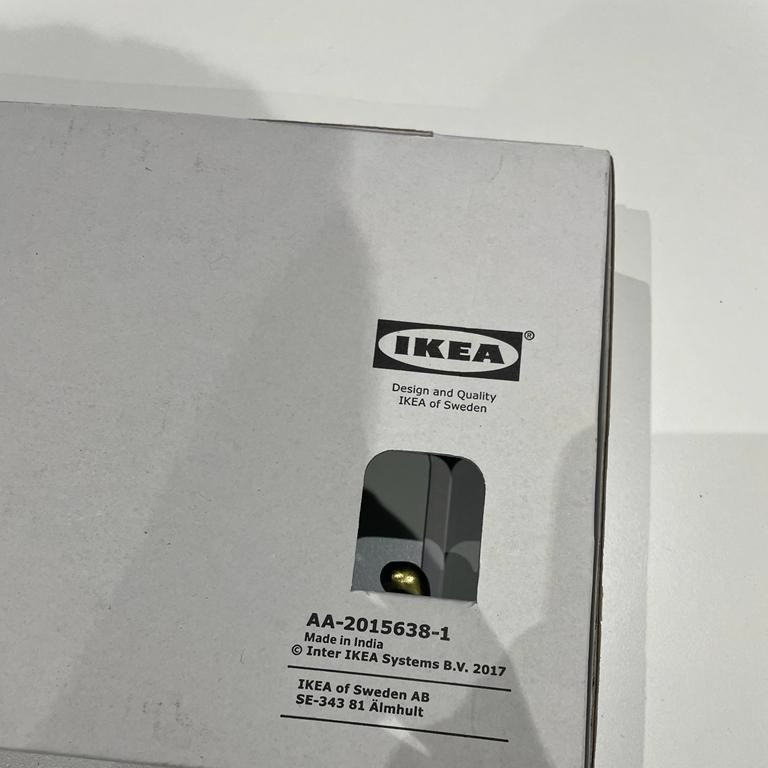 IKEA®
Design and Quality
IKEA of Sweden
AA-2015638-1
Made in India
© Inter IKEA Systems B.V. 2017
IKEA of Sweden AB
SE-343 81 Älmhult